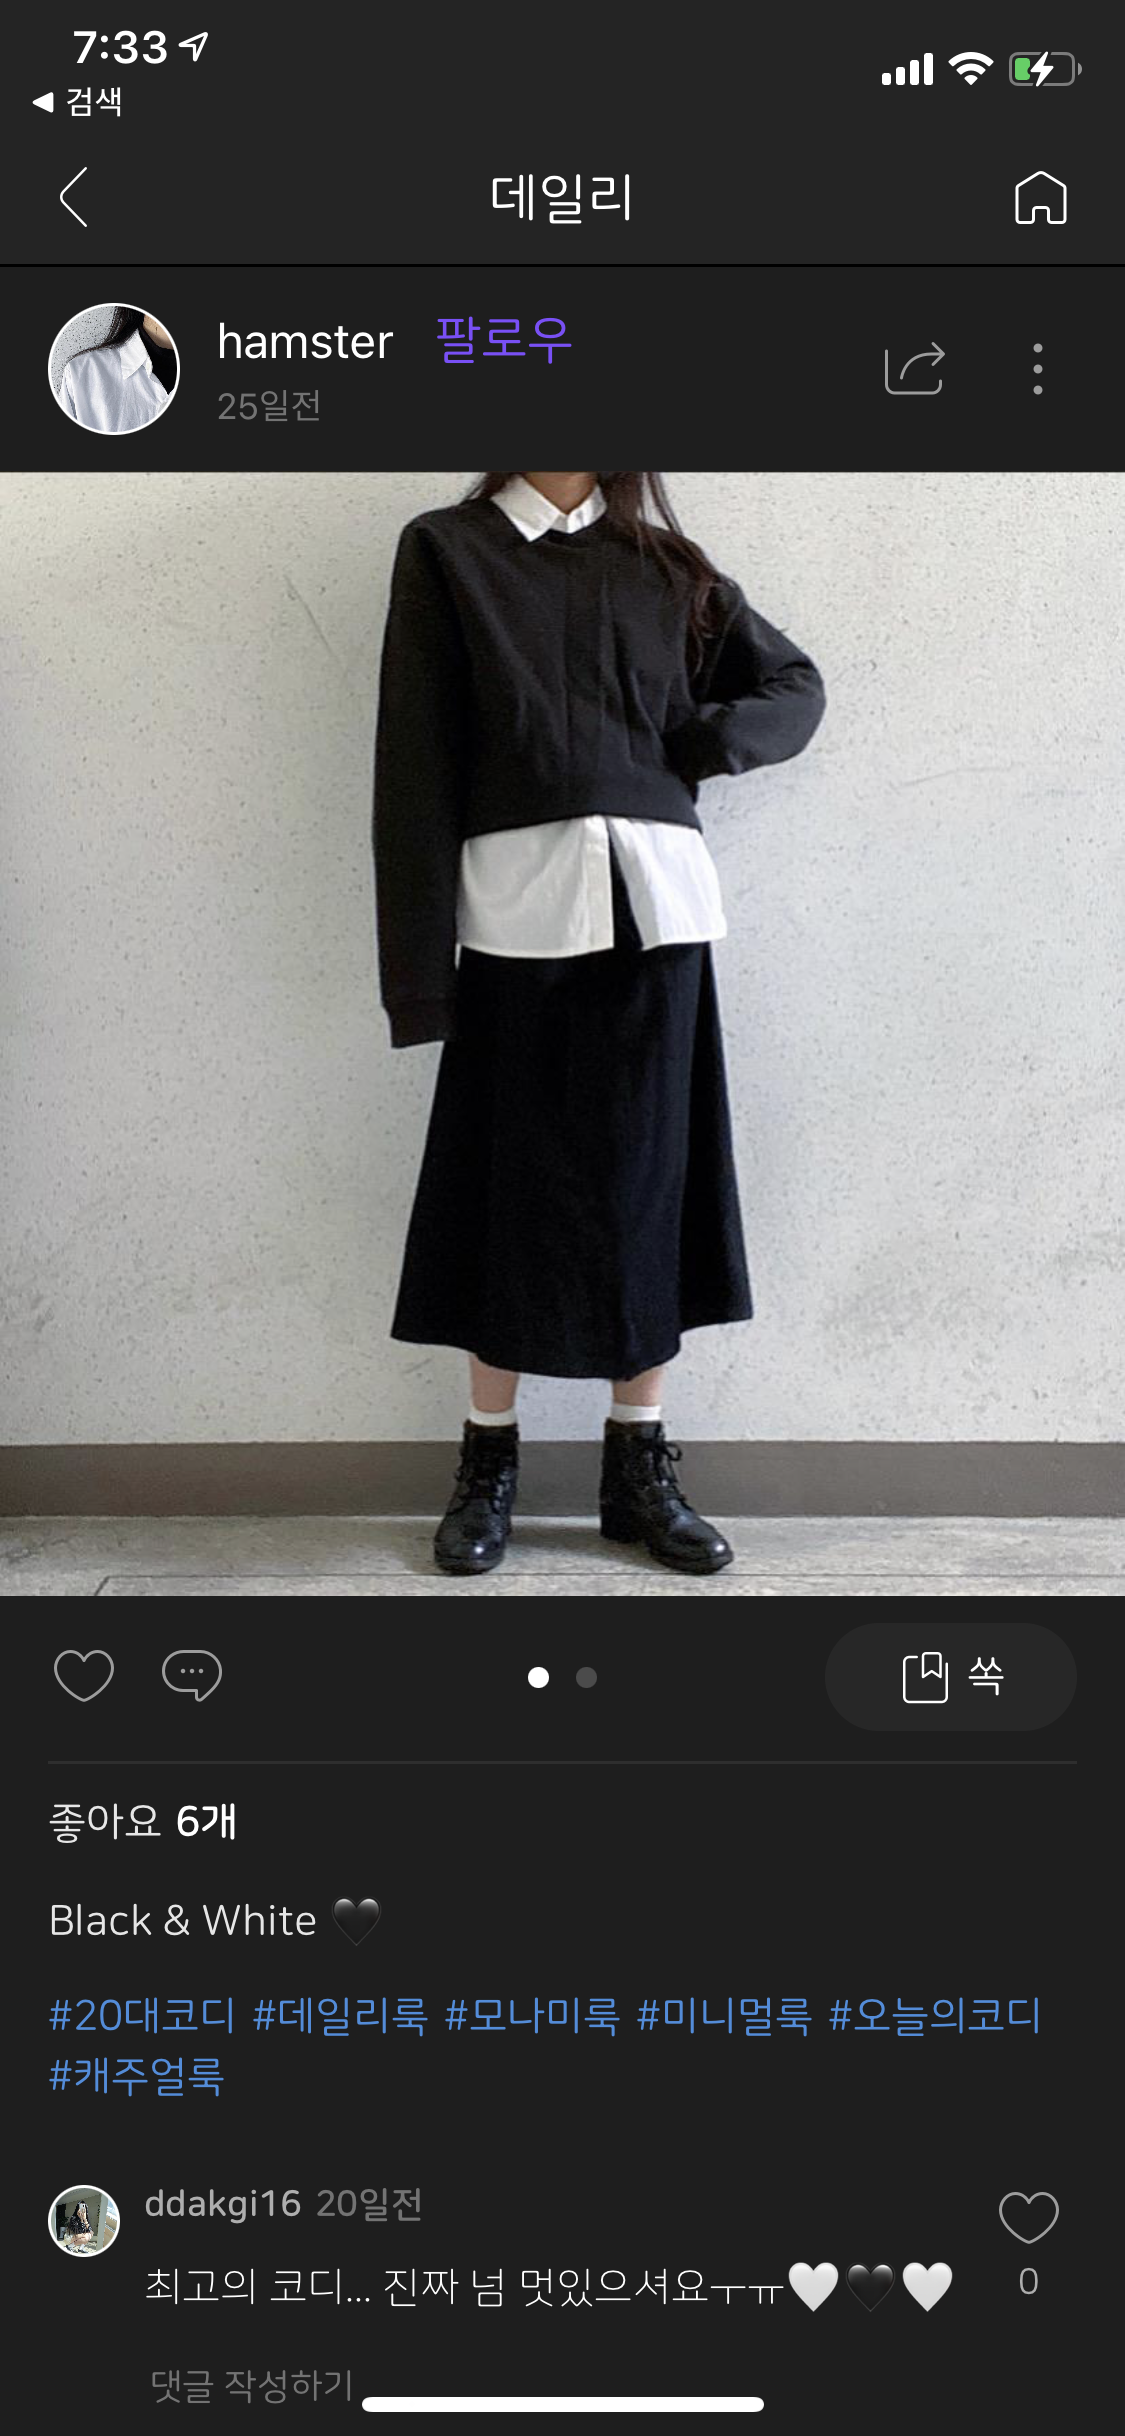 7:33
◀ 검색
데일리
hamster 팔로우
25일전
쏙
좋아요 6개
Black & White 🖤
#20대코디 #데일리룩 #모나미룩 #미니멀룩 #오늘의코디
#캐주얼룩
ddakgi16 20일전
최고의 코디... 진짜 넘 멋있으셔요ㅜㅠ🤍🖤🤍
0
댓글 작성하기